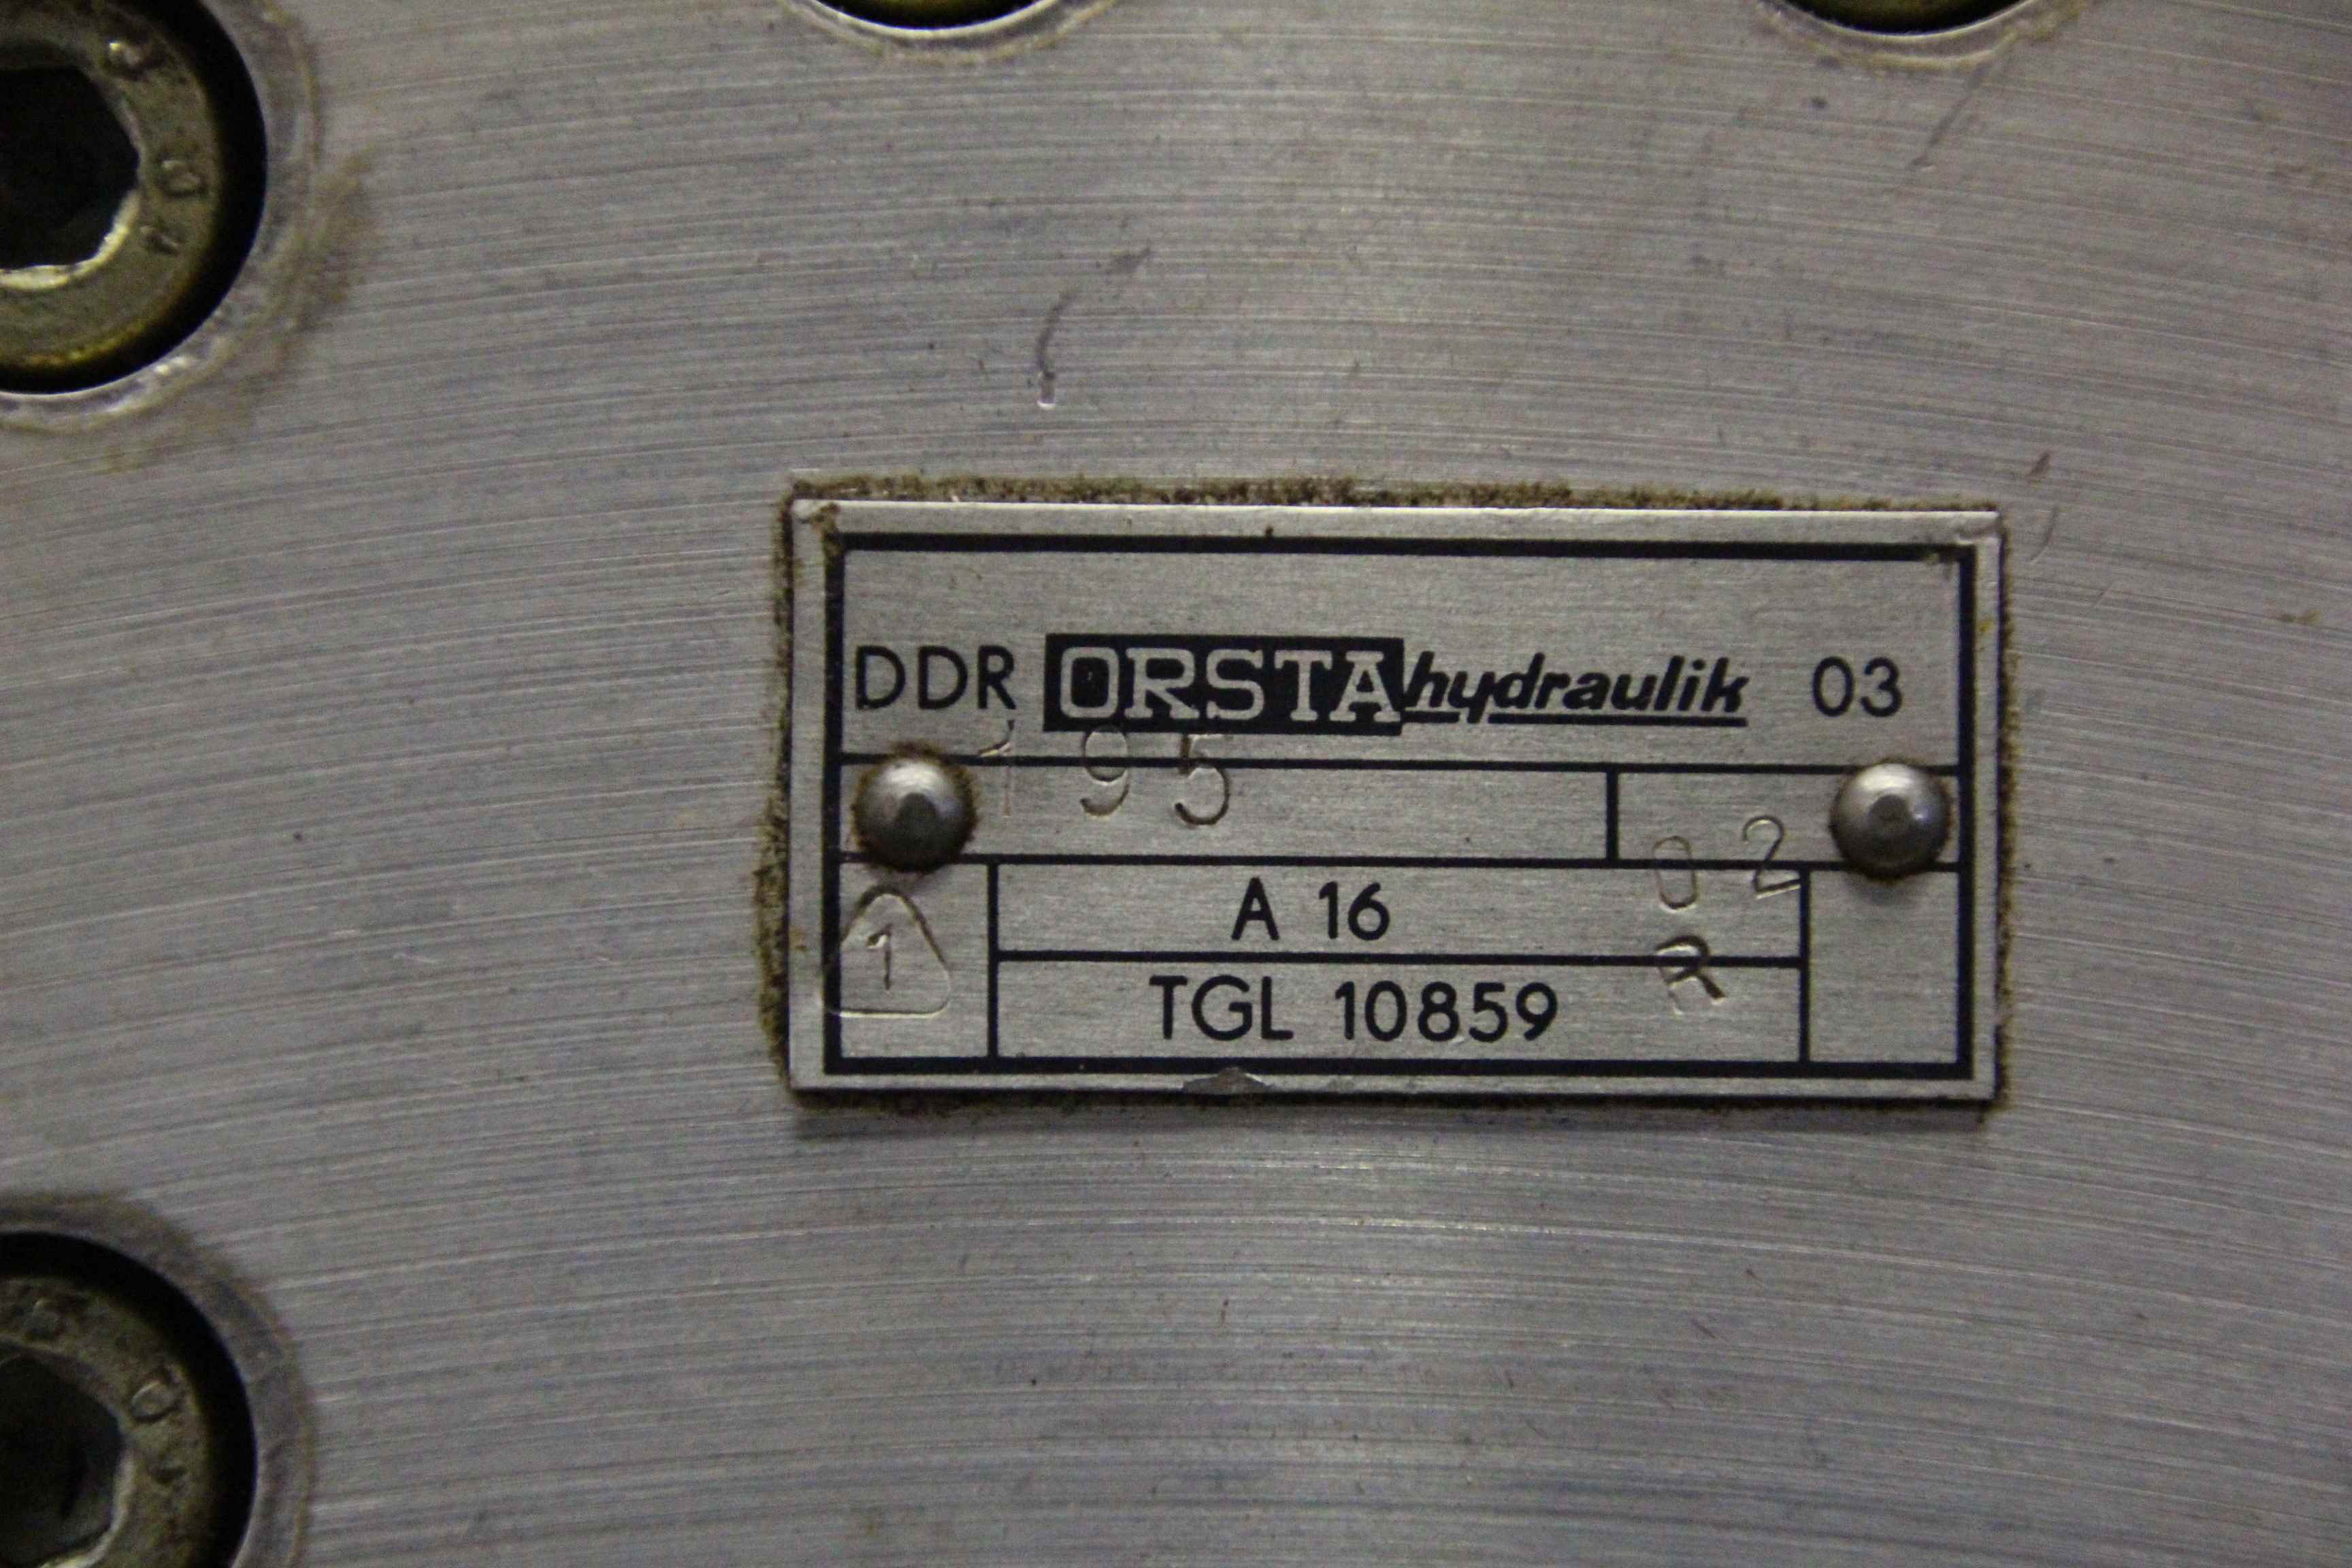 DDR ORSTA hydraulik 03
195
02
A 16
1
R
TGL 10859